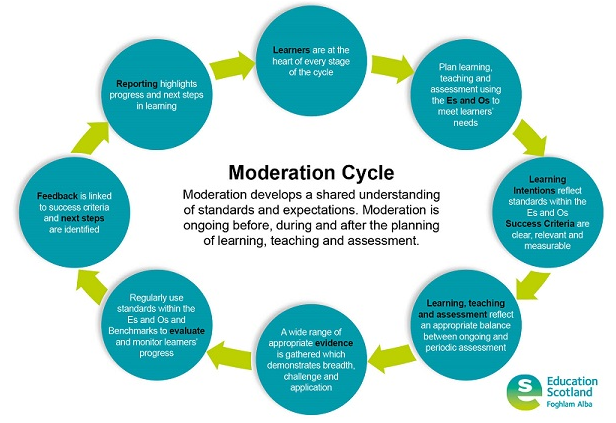 Learners are at the
heart of every stage
of the cycle
Plan learning,
teaching and
assessment using
the Es and Os to
meet learners'
needs
Learning
Intentions reflect
standards within the
Es and Os
Success Criteria are
clear, relevant and
measurable
Learning, teaching
and assessment reflect
an appropriate balance
between ongoing and
periodic assessment
A wide range of
appropriate evidence
is gathered which
demonstrates breadth,
challenge and
application
Regularly use
standards within the
Es and Os and
Benchmarks to evaluate
and monitor learners'
progress
Feedback is linked
to success criteria
and next steps
are identified
Reporting highlights
progress and next steps
in learning
Moderation Cycle
Moderation develops a shared understanding
of standards and expectations. Moderation is
ongoing before, during and after the planning
of learning, teaching and assessment.
Education
Scotland
Foghlam Alba